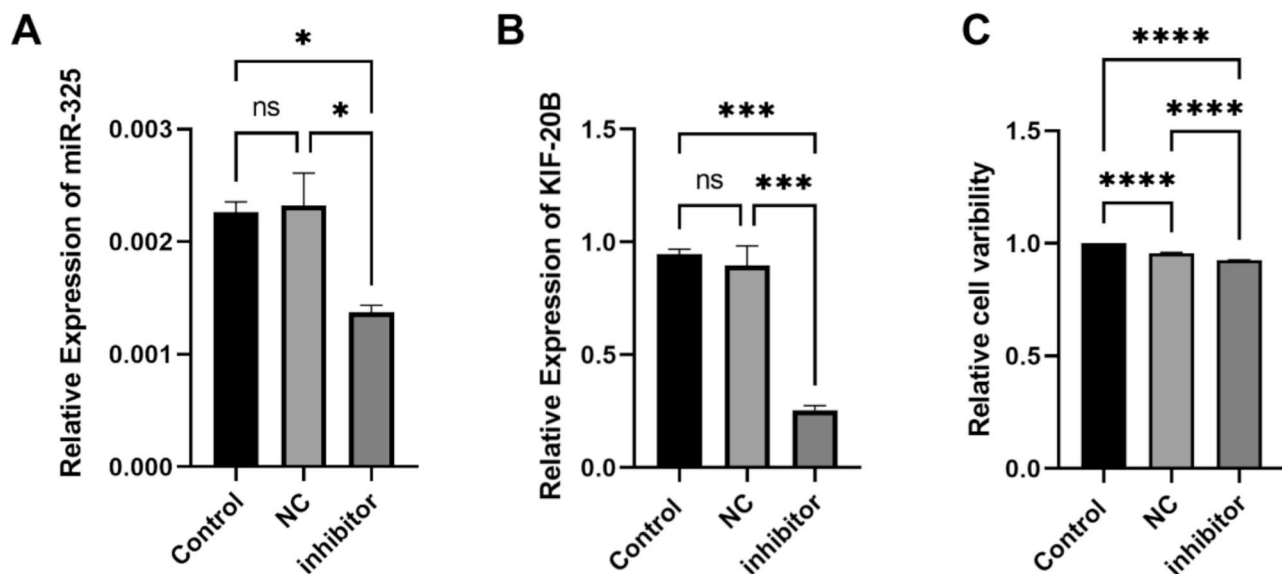 A
Relative Expression of miR-325
0.003
0.002
0.001
0.000
*
ns
*
Control
NC
inhibitor
B
Relative Expression of KIF-20B
1.5
1.0
0.5
0.0
***
ns
***
Control
NC
inhibitor
C
Relative cell varibility
1.5
1.0
0.5
0.0
****
****
****
Control
NC
inhibitor